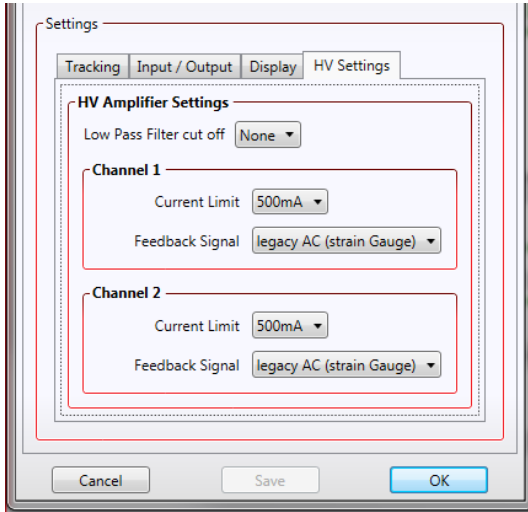 Settings
Tracking Input / Output Display HV Settings
HV Amplifier Settings
Low Pass Filter cut off None
Channel 1
Current Limit 500mA
Feedback Signal legacy AC (strain Gauge)
Channel 2
Current Limit 500mA
Feedback Signal legacy AC (strain Gauge)
Cancel Save OK